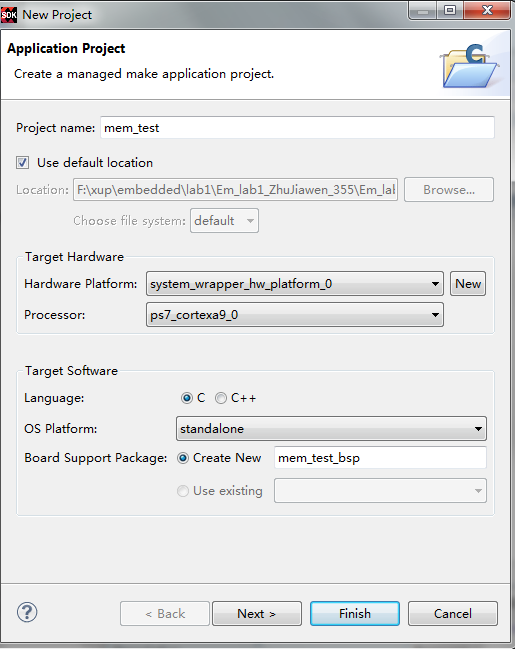 SDK New Project
Application Project
Create a managed make application project.
C
Project name: mem_test
Use default location
Location: F:\xup\embedded\lab1\Em_lab1_ZhuJiawen_355\Em_lab Browse...
Choose file system: default
Target Hardware
Hardware Platform: system_wrapper_hw_platform_0 New
Processor: ps7_cortexa9_0
Target Software
Language: C C++
OS Platform: standalone
Board Support Package: Create New mem_test_bsp
Use existing
? < Back Next > Finish Cancel